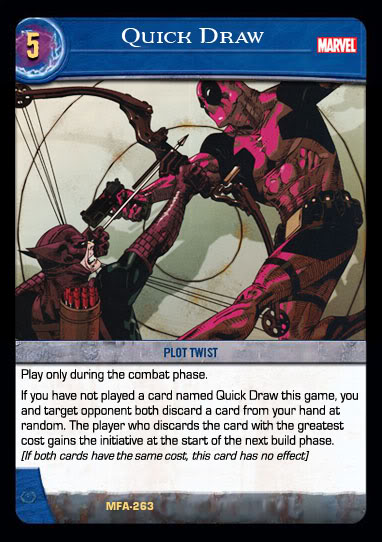 5
Quick Draw
MARVEL
PLOT TWIST
Play only during the combat phase.
If you have not played a card named Quick Draw this game, you
and target opponent both discard a card from your hand at
random. The player who discards the card with the greatest
cost gains the initiative at the start of the next build phase.
[If both cards have the same cost, this card has no effect]
MFA-263